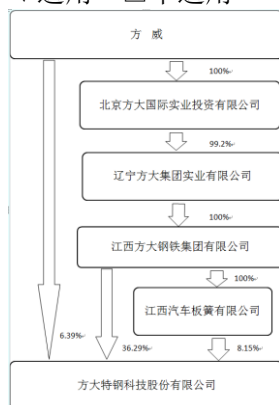 方 威
100%
北京方大国际实业投资有限公司
99.2%
辽宁方大集团实业有限公司
100%
江西方大钢铁集团有限公司
100%
江西汽车板簧有限公司
6.39%
36.29%
8.15%
方大特钢科技股份有限公司